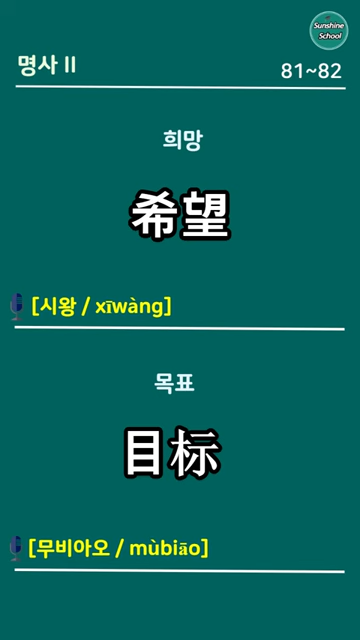 Sunshine
School
명사 II
81~82
희망
希望
[시왕 / xīwàng]
목표
目标
[무비아오 / mùbiāo]